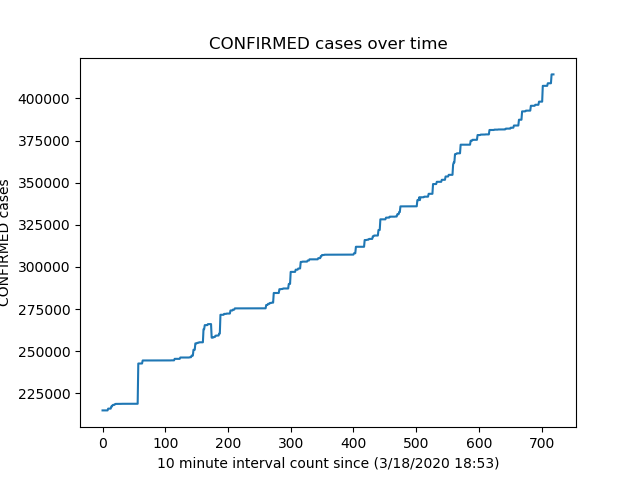 CONFIRMED cases over time
400000
375000
350000
325000
300000
275000
250000
225000
CONFIRMED cases
0 100 200 300 400 500 600 700
10 minute interval count since (3/18/2020 18:53)